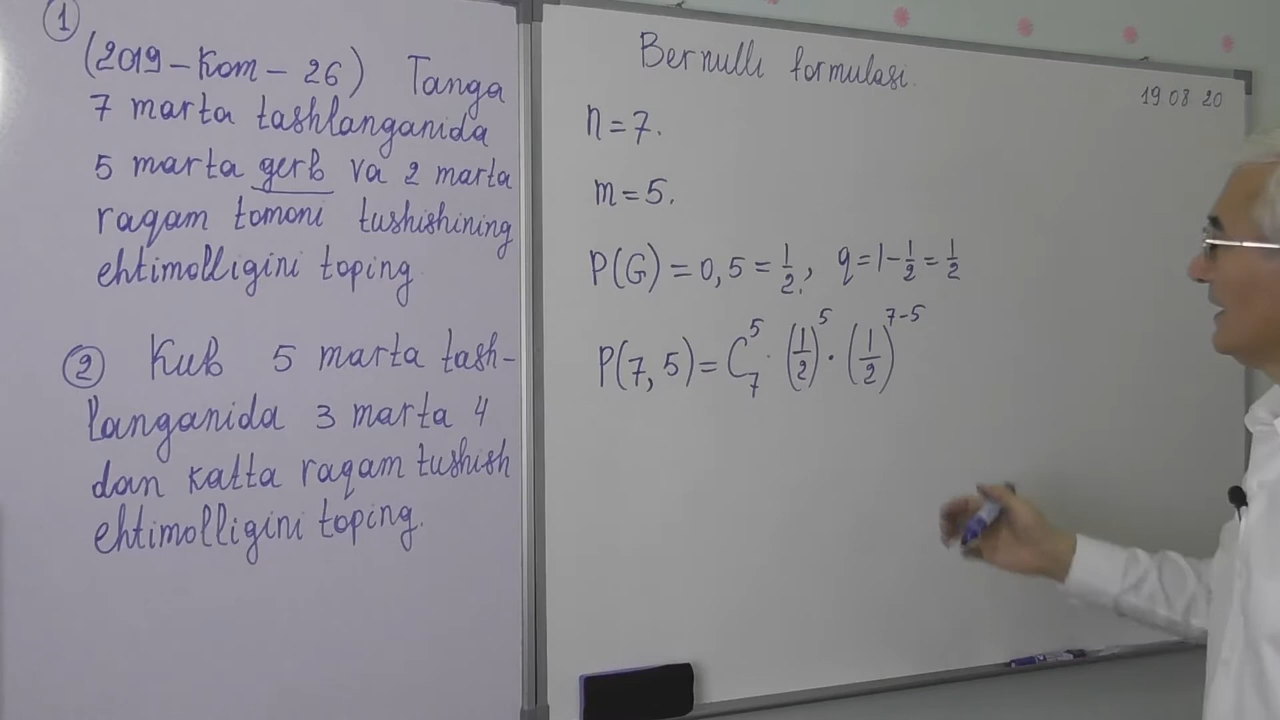 1
(2019-Kom-26) Tanga
7 marta tashlanganida
5 marta gerb va 2 marta
raqam tomoni tushishining
ehtimolligini toping
2 Kub 5 marta tash-
langanida 3 marta 4
dan katta raqam tushish
ehtimolligini toping.
Bernulli formulasi.
19 08 20
n=7.
m=5.
P(G)=0,5=1/2, q=1-1/2=1/2
P(7,5)=C₇⁵·(1/2)⁵·(1/2)⁷⁻⁵